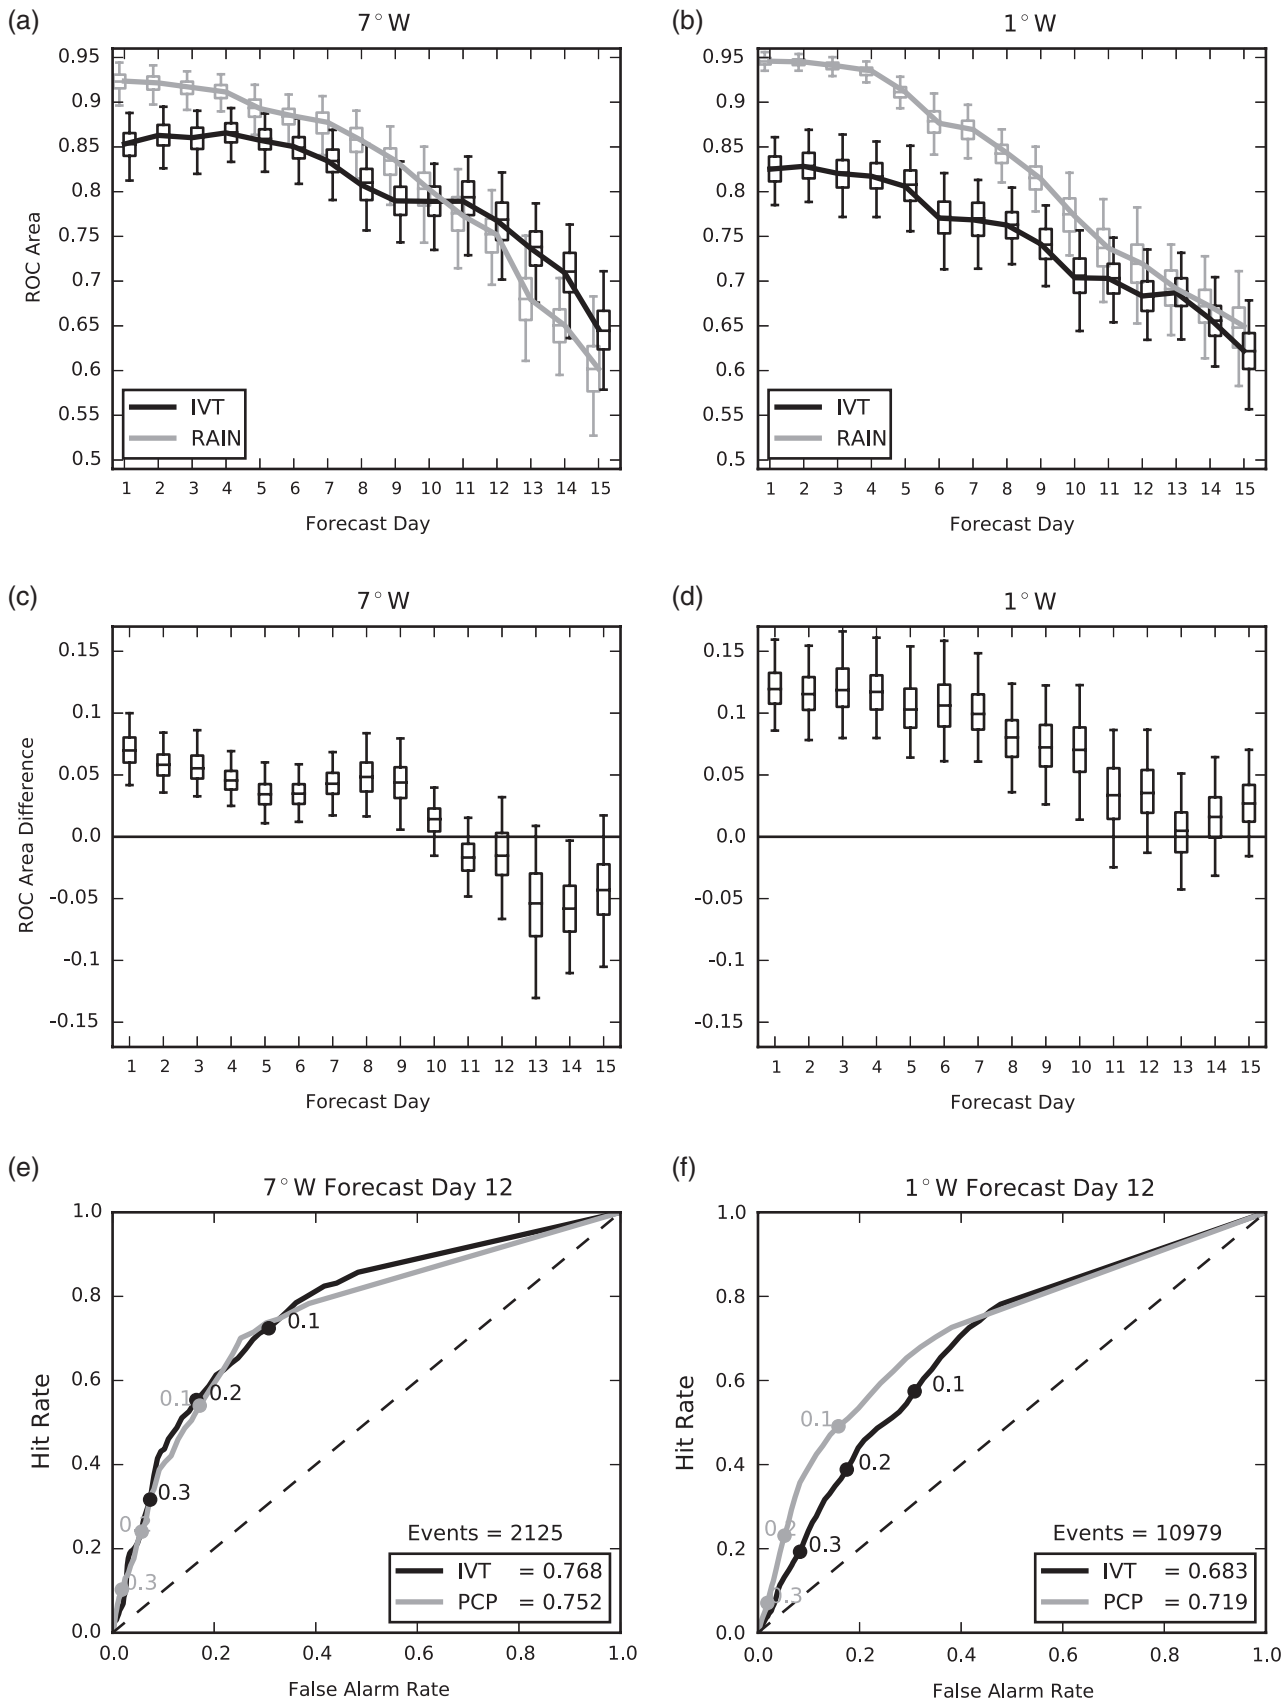 (a)
7°W
0.95
0.9
0.85
0.8
0.75
0.7
0.65
0.6
0.55
0.5
ROC Area
IVT
RAIN
1 2 3 4 5 6 7 8 9 10 11 12 13 14 15
Forecast Day
(b)
1°W
0.95
0.9
0.85
0.8
0.75
0.7
0.65
0.6
0.55
0.5
IVT
RAIN
1 2 3 4 5 6 7 8 9 10 11 12 13 14 15
Forecast Day
(c)
7°W
0.15
0.1
0.05
0.0
-0.05
-0.1
-0.15
ROC Area Difference
1 2 3 4 5 6 7 8 9 10 11 12 13 14 15
Forecast Day
(d)
1°W
0.15
0.1
0.05
0.0
-0.05
-0.1
-0.15
1 2 3 4 5 6 7 8 9 10 11 12 13 14 15
Forecast Day
(e)
7°W Forecast Day 12
1.0
0.8
0.6
0.4
0.2
0.0
Hit Rate
0.1
0.1
0.2
0.3
0.2
0.3
Events = 2125
IVT = 0.768
PCP = 0.752
0.0 0.2 0.4 0.6 0.8 1.0
False Alarm Rate
(f)
1°W Forecast Day 12
1.0
0.8
0.6
0.4
0.2
0.0
Hit Rate
0.1
0.1
0.2
0.2
0.3
0.3
Events = 10979
IVT = 0.683
PCP = 0.719
0.0 0.2 0.4 0.6 0.8 1.0
False Alarm Rate